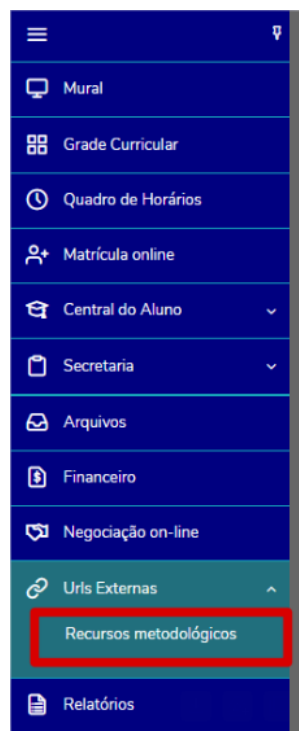 Mural
Grade Curricular
Quadro de Horários
Matrícula online
Central do Aluno
Secretaria
Arquivos
Financeiro
Negociação on-line
Urls Externas
Recursos metodológicos
Relatórios